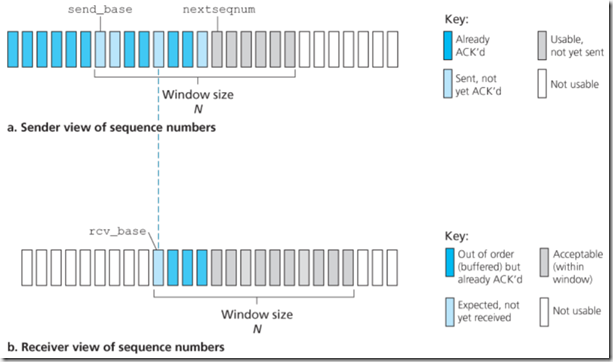 send_base
nextseqnum
Key:
Already
ACK'd
Usable,
not yet sent
Sent, not
yet ACK'd
Not usable
Window size
N
a. Sender view of sequence numbers
rcv_base
Key:
Out of order
(buffered) but
already ACK'd
Acceptable
(within
window)
Expected, not
yet received
Not usable
Window size
N
b. Receiver view of sequence numbers